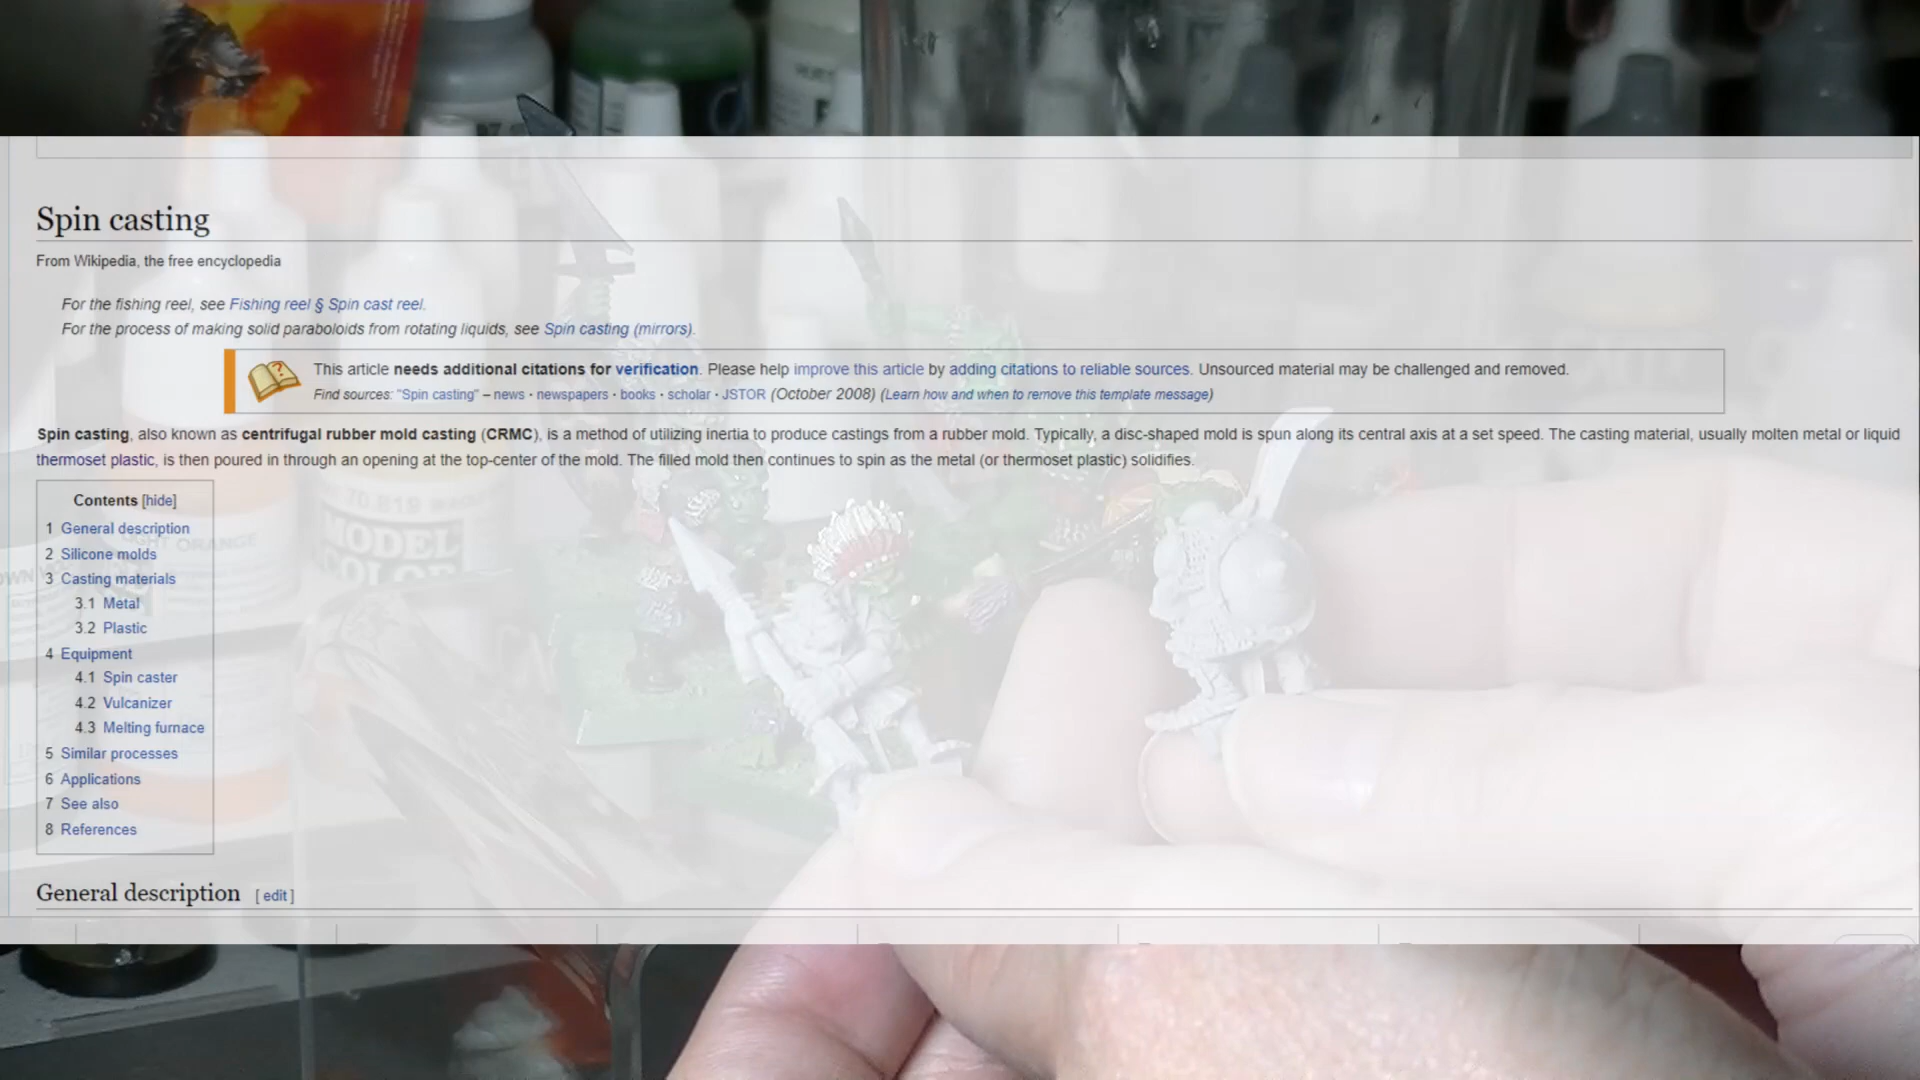 Spin casting
From Wikipedia, the free encyclopedia
For the fishing reel, see Fishing reel § Spin cast reel.
For the process of making solid paraboloids from rotating liquids, see Spin casting (mirrors).
This article needs additional citations for verification. Please help improve this article by adding citations to reliable sources. Unsourced material may be challenged and removed.
Find sources: "Spin casting" – news · newspapers · books · scholar · JSTOR (October 2008) (Learn how and when to remove this template message)
Spin casting, also known as centrifugal rubber mold casting (CRMC), is a method of utilizing inertia to produce castings from a rubber mold. Typically, a disc-shaped mold is spun along its central axis at a set speed. The casting material, usually molten metal or liquid
thermoset plastic, is then poured in through an opening at the top-center of the mold. The filled mold then continues to spin as the metal (or thermoset plastic) solidifies.
Contents [hide]
1 General description
2 Silicone molds
3 Casting materials
3.1 Metal
3.2 Plastic
4 Equipment
4.1 Spin caster
4.2 Vulcanizer
4.3 Melting furnace
5 Similar processes
6 Applications
7 See also
8 References
General description [ edit ]
70.819
MODEL
COLOR
LIGHT ORANGE